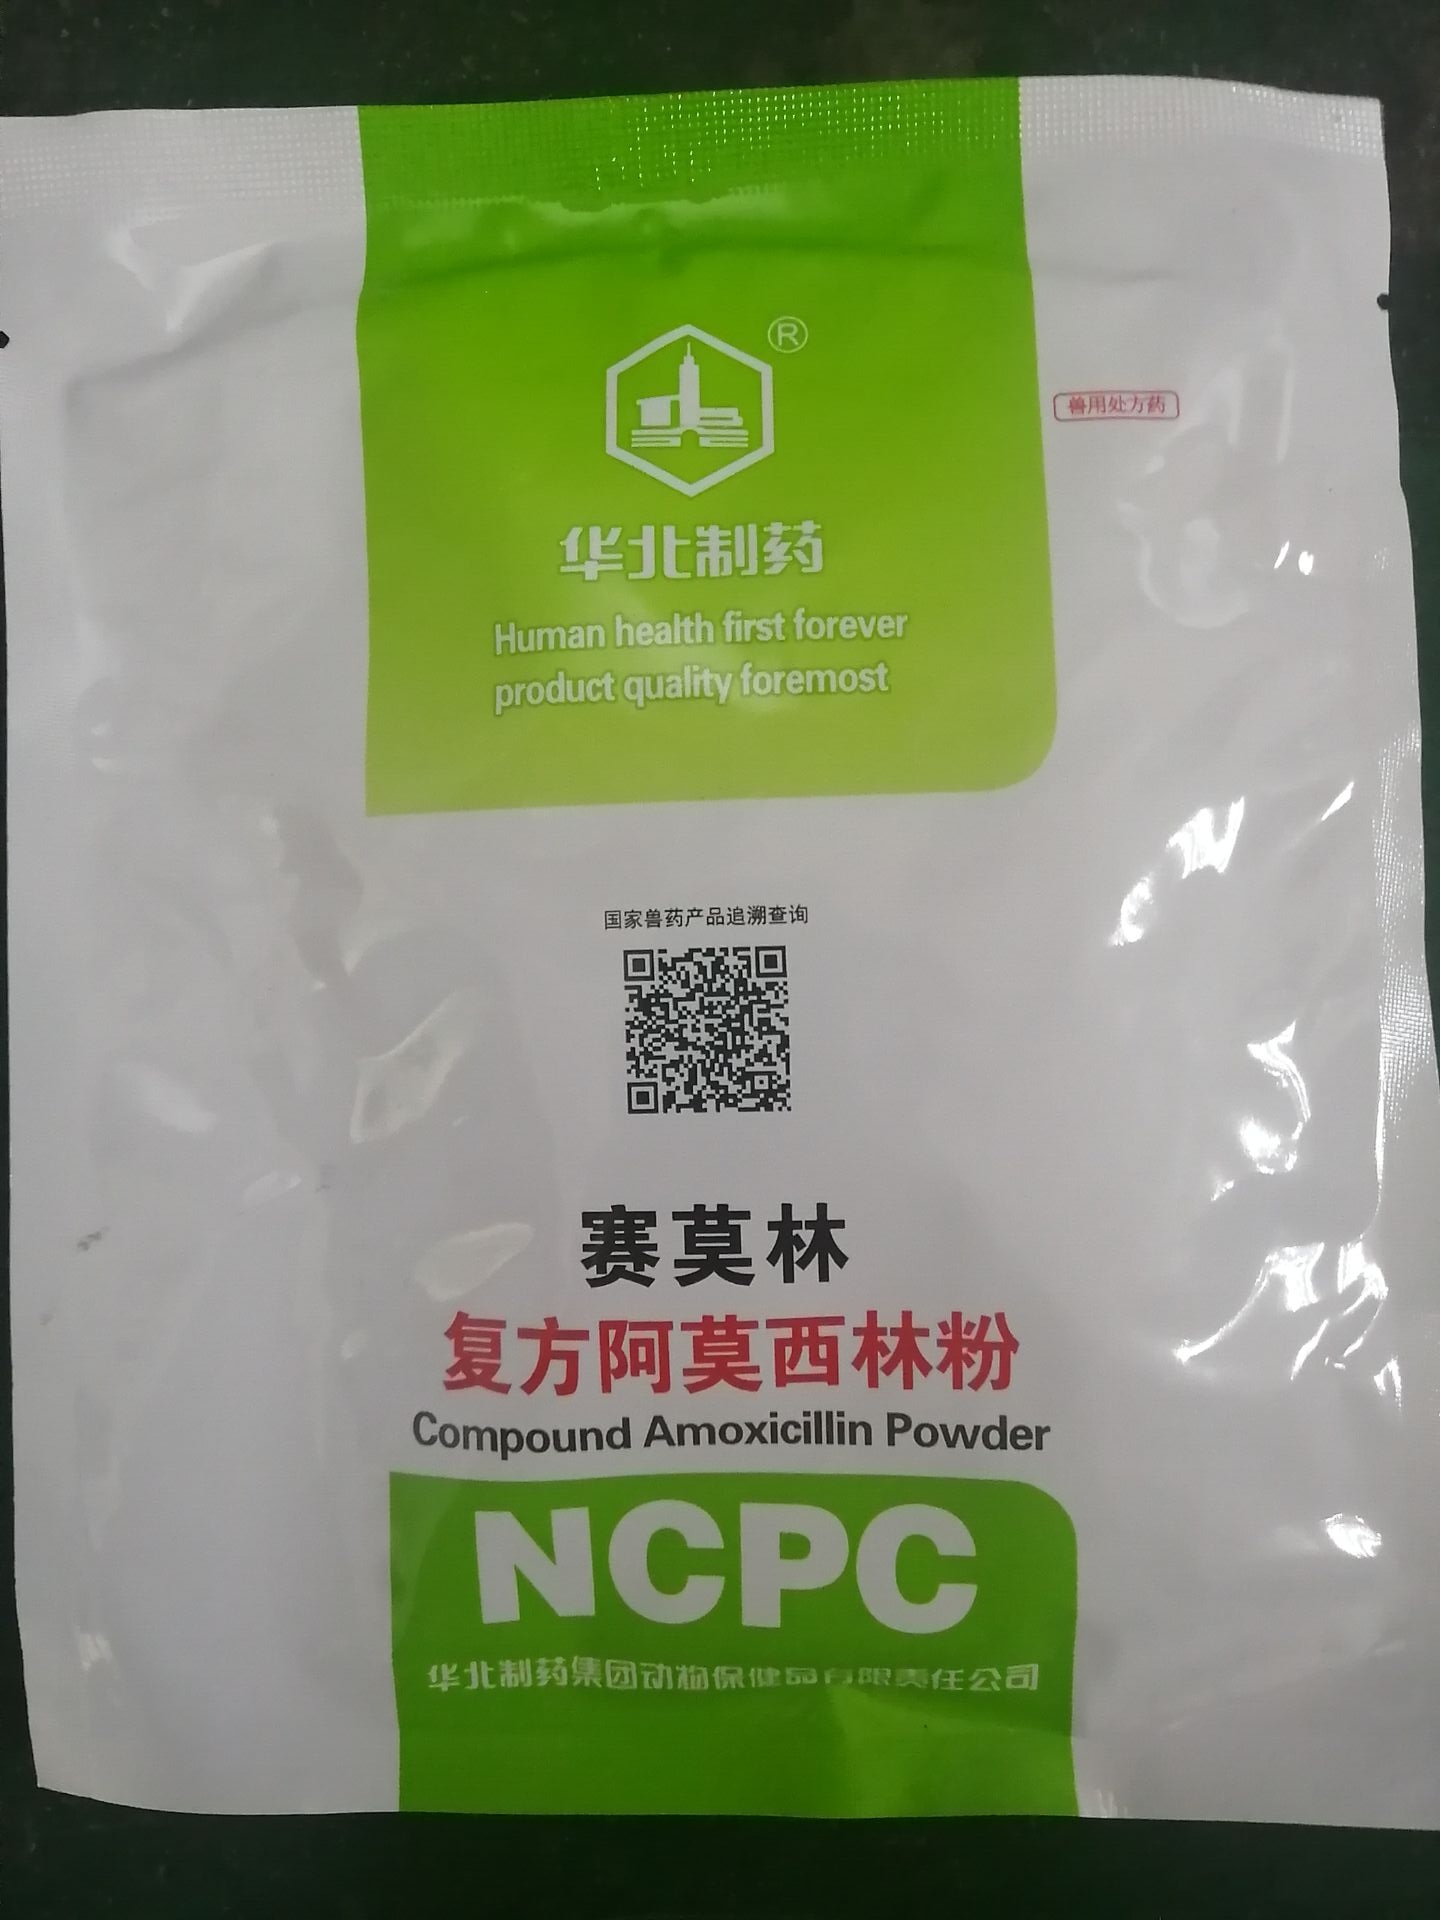 ®
兽用处方药
华北制药
Human health first forever
product quality foremost
国家兽药产品追溯查询
赛莫林
复方阿莫西林粉
Compound Amoxicillin Powder
NCPC
华北制药集团动物保健品有限责任公司